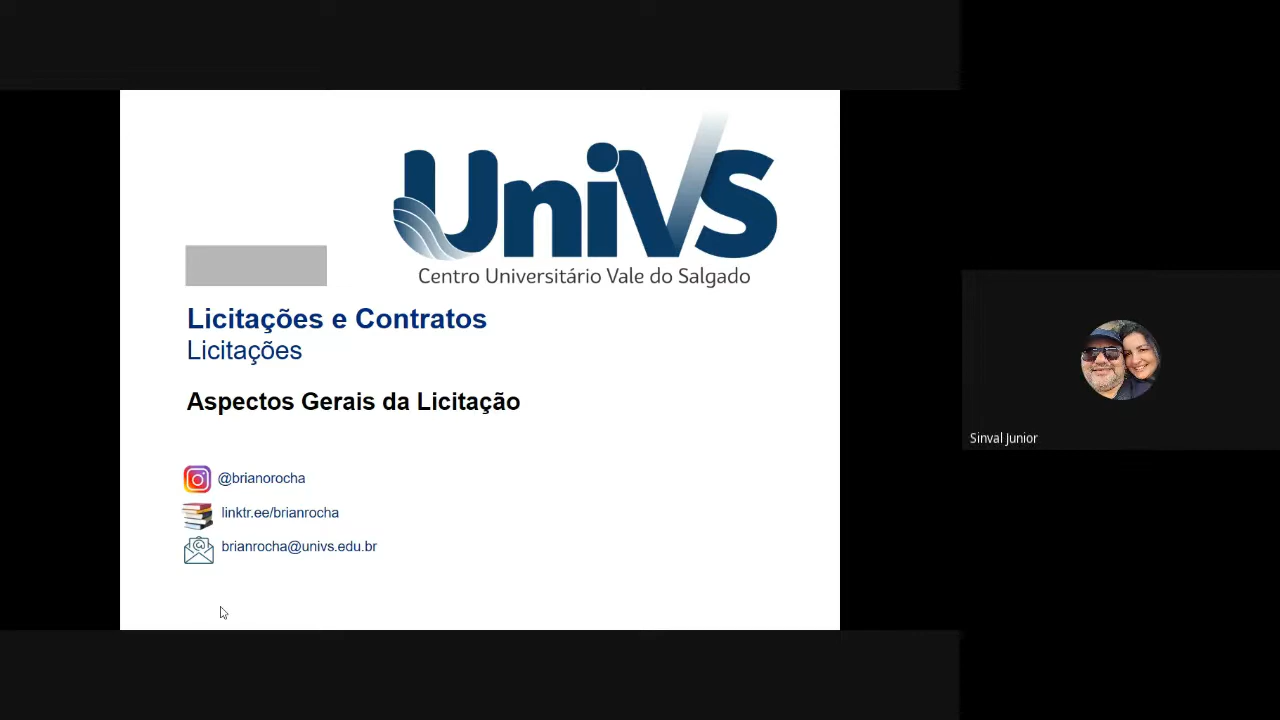 UniVS
Centro Universitário Vale do Salgado
Licitações e Contratos
Licitações
Aspectos Gerais da Licitação
@brianorocha
linktr.ee/brianrocha
brianrocha@univs.edu.br
Sinval Junior